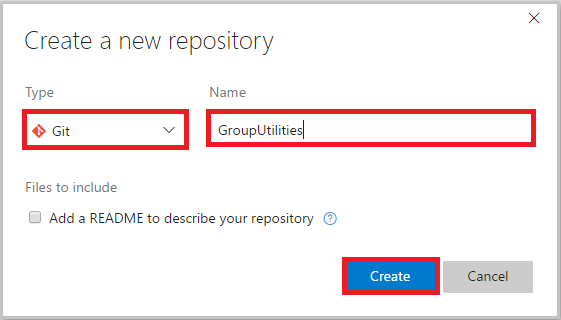 Create a new repository
Type
Name
Git
GroupUtilities
Files to include
Add a README to describe your repository ?
Create
Cancel